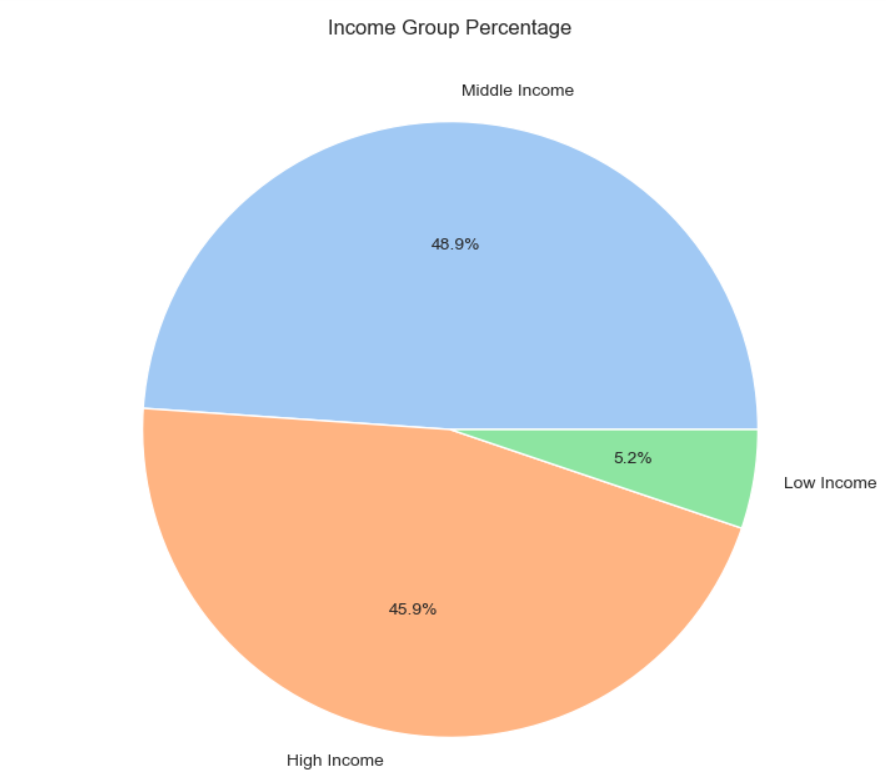 Income Group Percentage
Middle Income
48.9%
5.2%
Low Income
45.9%
High Income